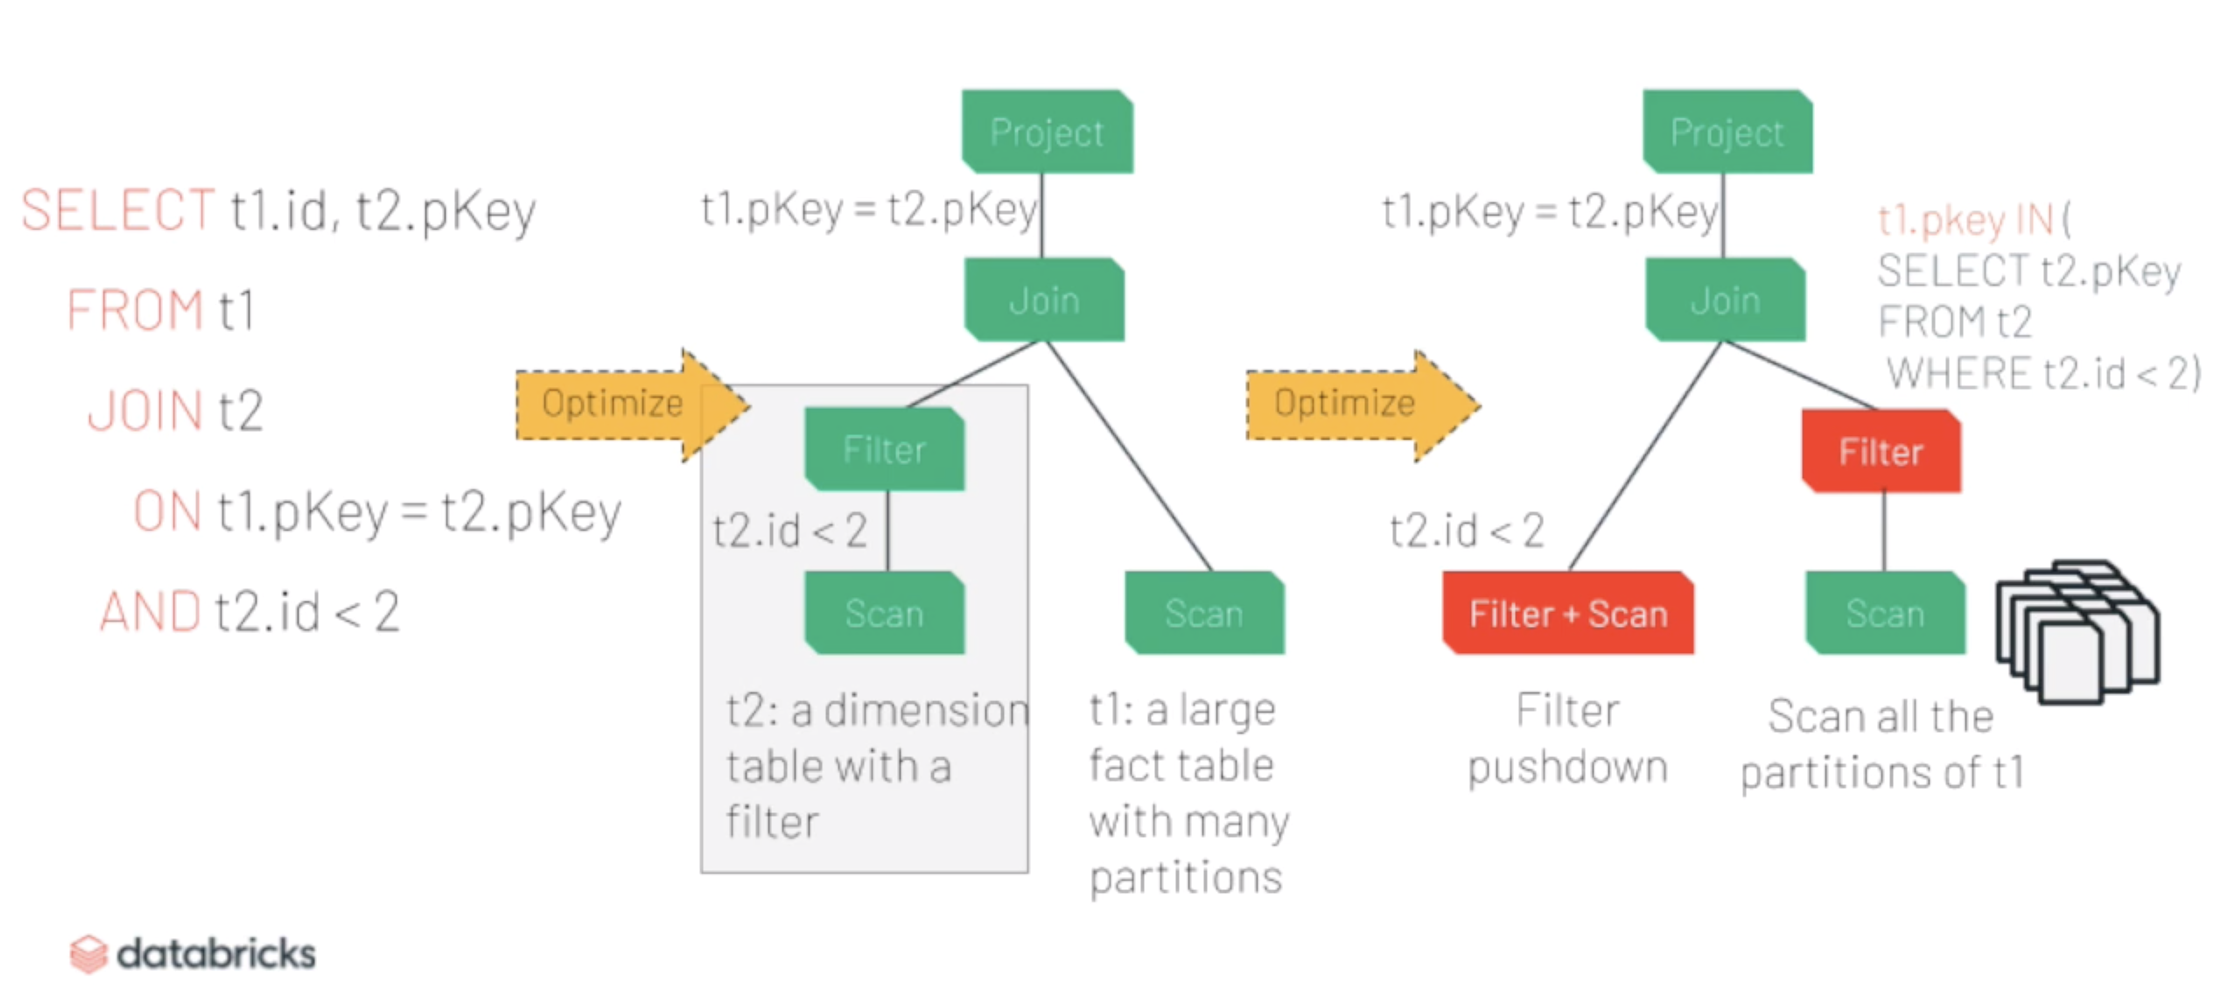 SELECT t1.id, t2.pKey
FROM t1
JOIN t2
ON t1.pKey = t2.pKey
AND t2.id < 2
Optimize
Project
t1.pKey = t2.pKey
Join
Filter
t2.id < 2
Scan
Scan
t2: a dimension
table with a
filter
t1: a large
fact table
with many
partitions
Optimize
Project
t1.pKey = t2.pKey
Join
t1.pkey IN (
SELECT t2.pKey
FROM t2
WHERE t2.id < 2)
Filter
t2.id < 2
Filter + Scan
Scan
Filter
pushdown
Scan all the
partitions of t1
databricks